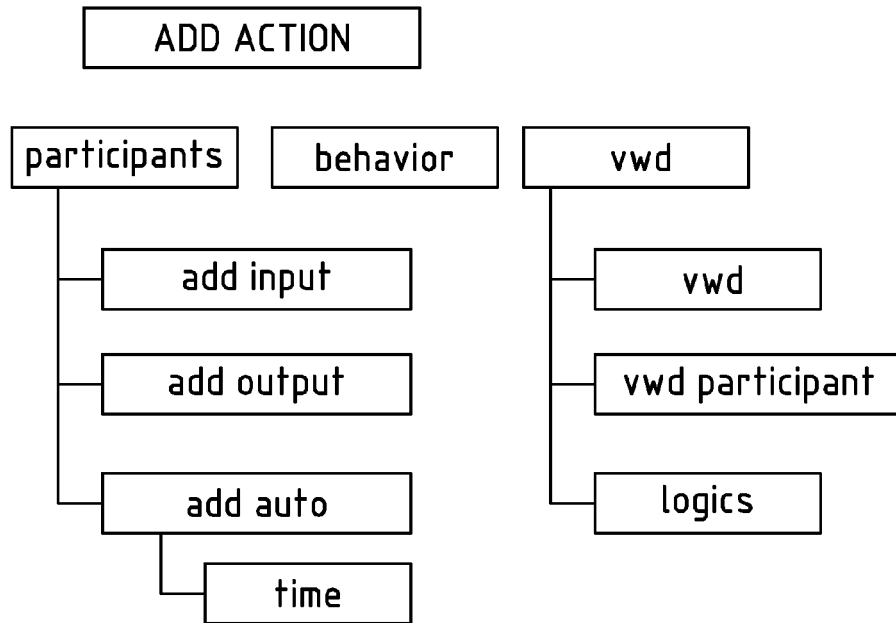 ADD ACTION
participants
behavior
vwd
add input
vwd
add output
vwd participant
add auto
logics
time